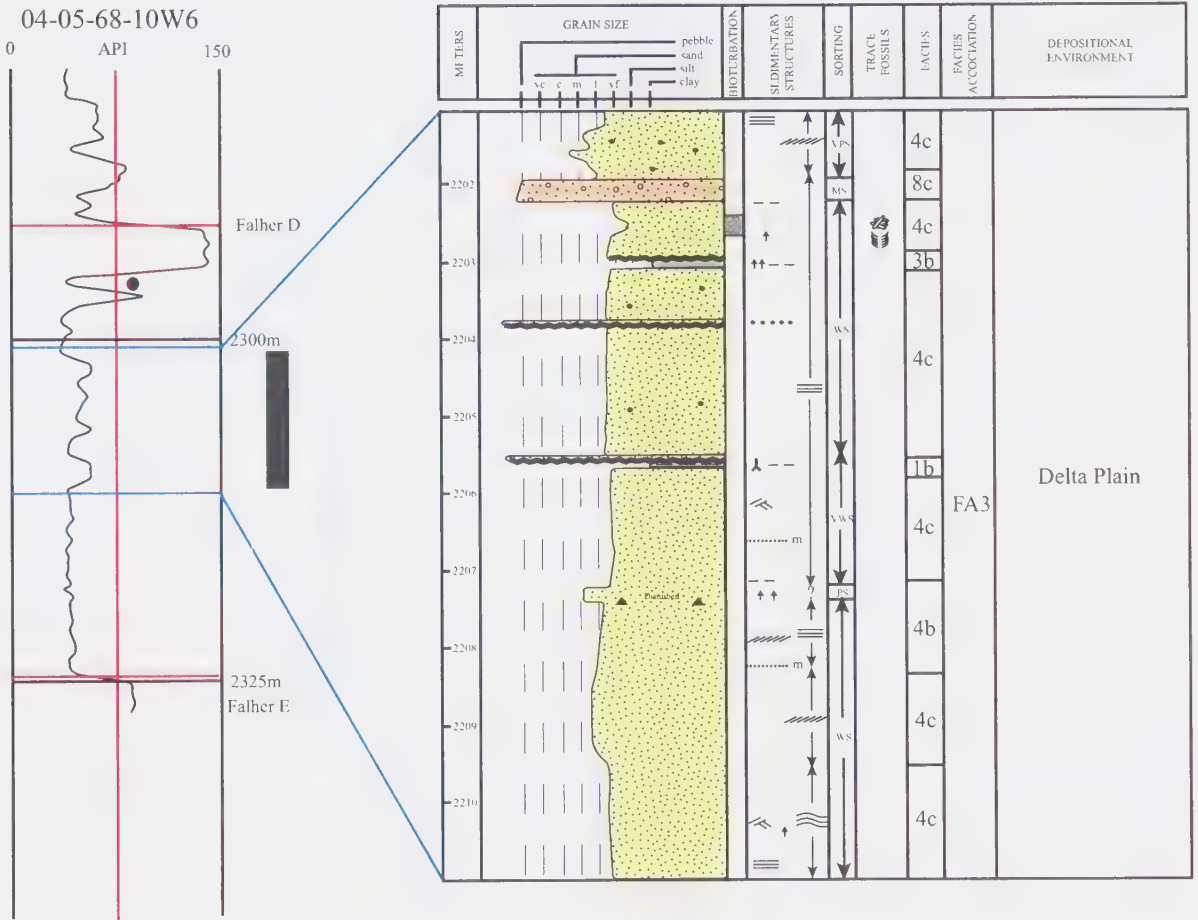 04-05-68-10W6
0 API 150
Falher D
2300m
2325m
Falher E
METERS
GRAIN SIZE
pebble
sand
silt
clay
vc c m f vf
BIOTURBATION
SEDIMENTARY
STRUCTURES
SORTING
TRACE
FOSSILS
FACIES
FACIES
ACCOCIATION
DEPOSITIONAL
ENVIRONMENT
2202
2203
2204
2205
2206
2207
2208
2209
2210
Disturbed
m
?
m
VPS
MS
WS
VWS
PS
WS
4c
8c
4c
3b
4c
1b
4c
4b
4c
4c
FA3
Delta Plain